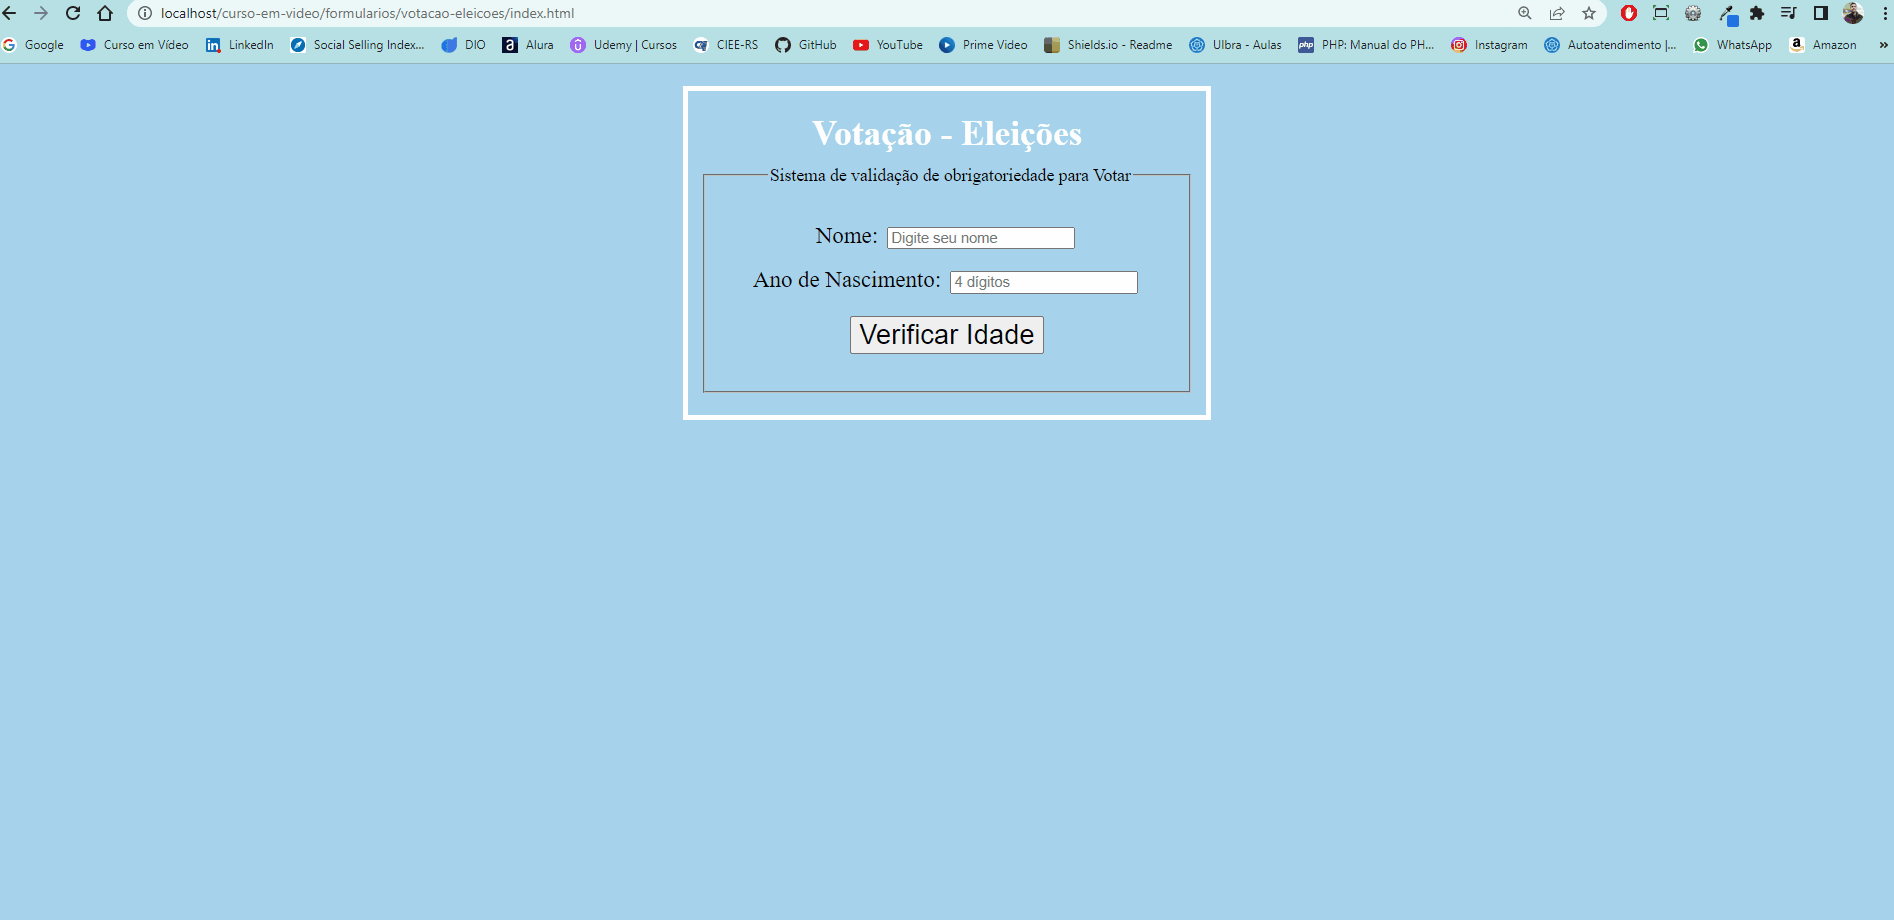 localhost/curso-em-video/formularios/votacao-eleicoes/index.html
Google Curso em Vídeo LinkedIn Social Selling Index... DIO Alura Udemy | Cursos CIEE-RS GitHub YouTube Prime Video Shields.io - Readme Ulbra - Aulas PHP: Manual do PH... Instagram Autoatendimento |... WhatsApp Amazon »
Votação - Eleições
Sistema de validação de obrigatoriedade para Votar
Nome: Digite seu nome
Ano de Nascimento: 4 dígitos
Verificar Idade